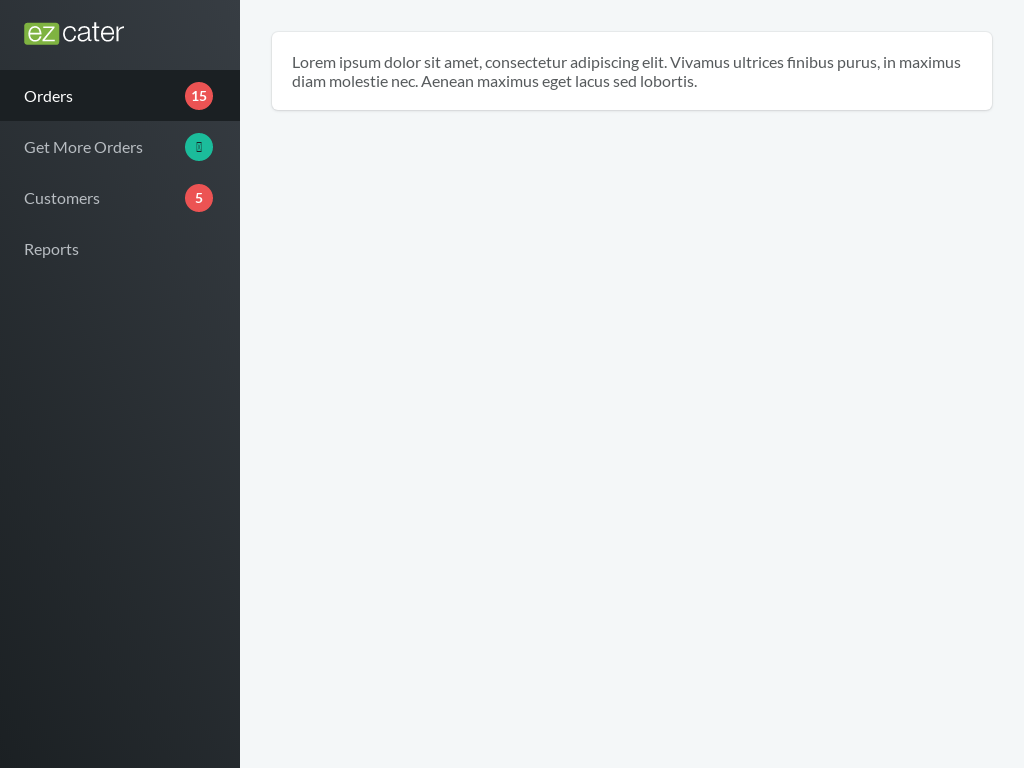 ezcater
Orders 15
Get More Orders
Customers 5
Reports
Lorem ipsum dolor sit amet, consectetur adipiscing elit. Vivamus ultrices finibus purus, in maximus
diam molestie nec. Aenean maximus eget lacus sed lobortis.